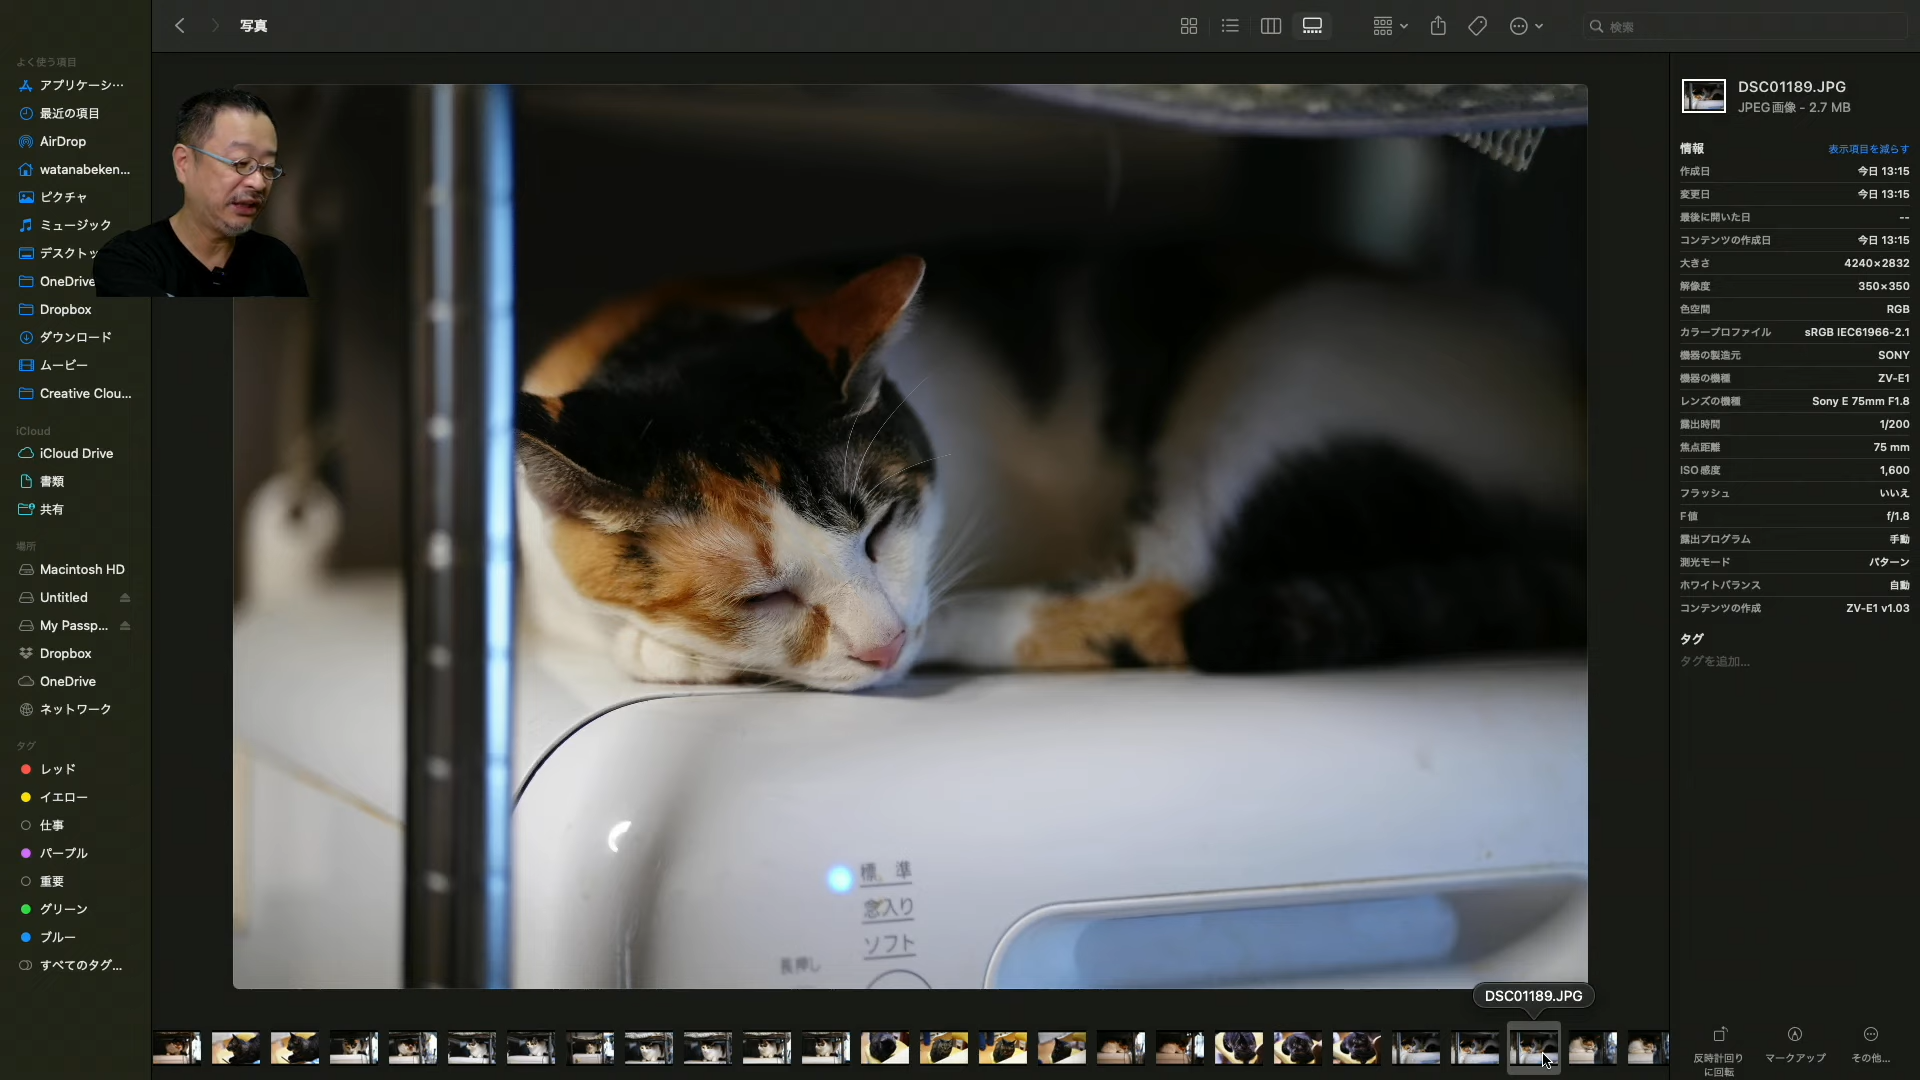 写真
検索
よく使う項目
アプリケーシ…
最近の項目
AirDrop
watanabeken...
ピクチャ
ミュージック
デスクトッ
OneDrive
Dropbox
ダウンロード
ムービー
Creative Clou...
iCloud
iCloud Drive
書類
共有
場所
Macintosh HD
Untitled
My Passp...
Dropbox
OneDrive
ネットワーク
タグ
レッド
イエロー
仕事
パープル
重要
グリーン
ブルー
すべてのタグ...
標 準
念入り
ソフト
長押し
DSC01189.JPG
DSC01189.JPG
JPEG画像 - 2.7 MB
情報 表示項目を減らす
作成日 今日 13:15
変更日 今日 13:15
最後に開いた日 --
コンテンツの作成日 今日 13:15
大きさ 4240×2832
解像度 350×350
色空間 RGB
カラープロファイル sRGB IEC61966-2.1
機器の製造元 SONY
機器の機種 ZV-E1
レンズの機種 Sony E 75mm F1.8
露出時間 1/200
焦点距離 75 mm
ISO感度 1,600
フラッシュ いいえ
F値 f/1.8
露出プログラム 手動
測光モード パターン
ホワイトバランス 自動
コンテンツの作成 ZV-E1 v1.03
タグ
タグを追加...
反時計回り
に回転
マークアップ
その他...